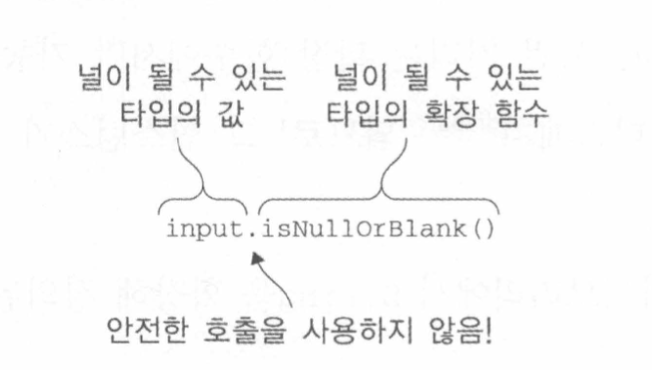 널이 될 수 있는
타입의 값
널이 될 수 있는
타입의 확장 함수
input.isNullOrBlank()
안전한 호출을 사용하지 않음!